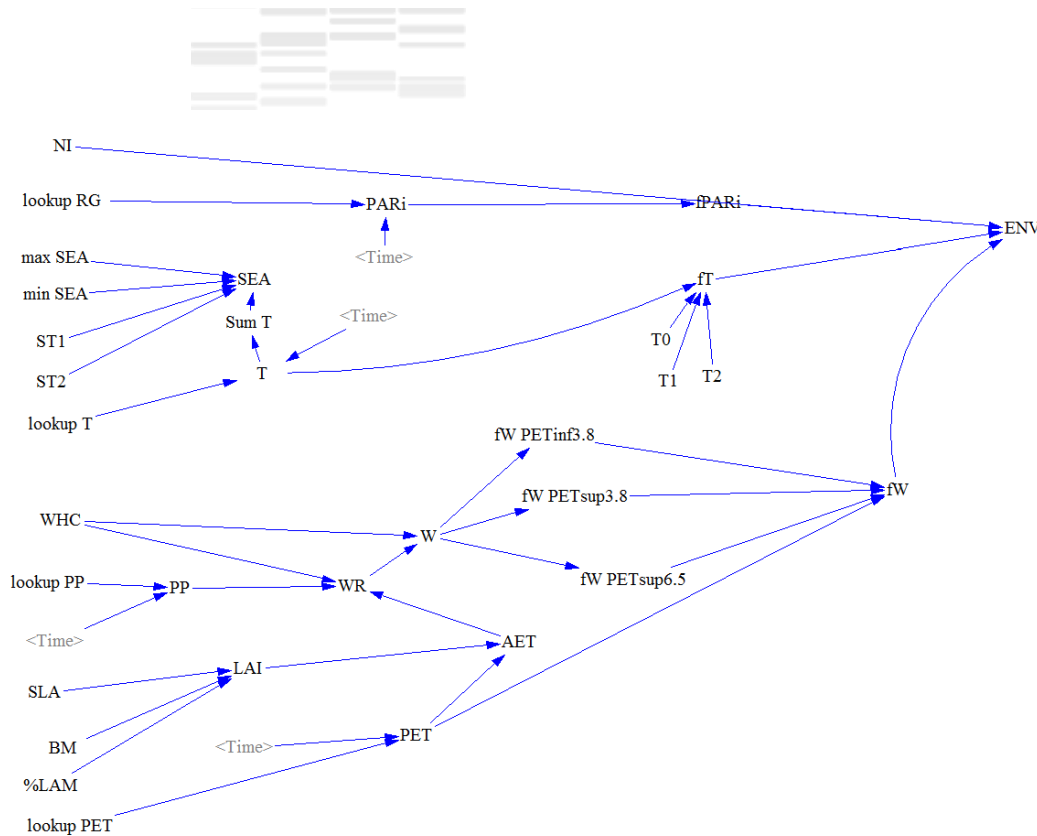 NI
lookup RG
PARi
fPARi
ENV
<Time>
max SEA
SEA
fT
min SEA
<Time>
Sum T
ST1
T0
T
T1
T2
ST2
lookup T
fW PETinf3.8
fW PETsup3.8
fW
WHC
W
fW PETsup6.5
lookup PP
PP
WR
<Time>
AET
LAI
SLA
PET
BM
<Time>
%LAM
lookup PET